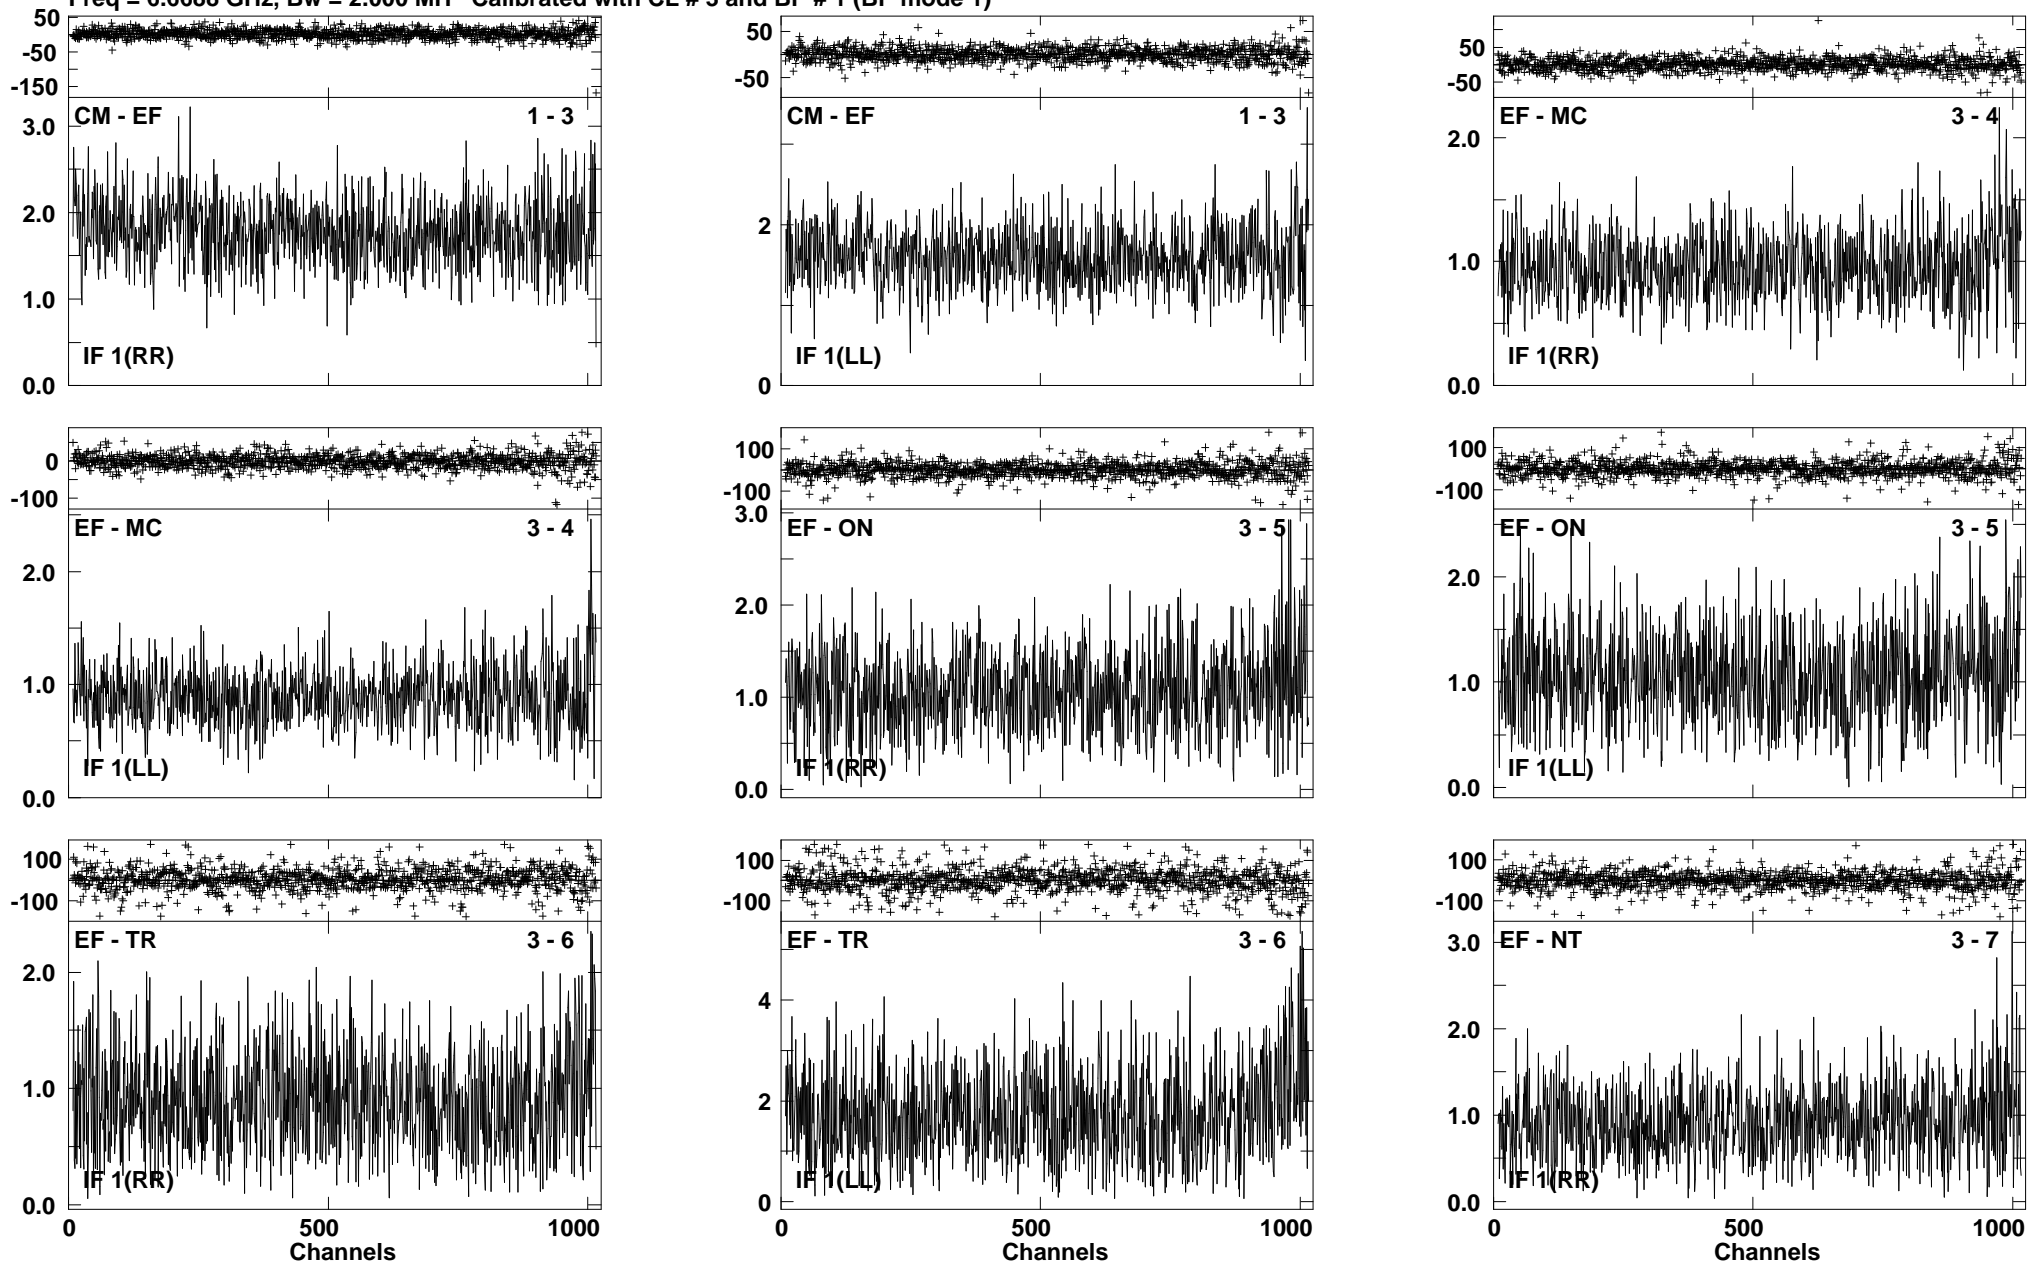 Freq = 6.6688 GHz, Bw = 2.000 MH Calibrated with CL # 3 and BP # 1 (BP mode 1)
50
-50
-150
CM - EF
1 - 3
3.0
2.0
1.0
0.0
IF 1(RR)
50
-50
CM - EF
1 - 3
2
0
IF 1(LL)
50
-50
EF - MC
3 - 4
2.0
1.0
0.0
IF 1(RR)
0
-100
EF - MC
3 - 4
2.0
1.0
0.0
IF 1(LL)
100
-100
3.0
EF - ON
3 - 5
2.0
1.0
0.0
IF 1(RR)
100
-100
EF - ON
3 - 5
2.0
1.0
0.0
IF 1(LL)
100
-100
EF - TR
3 - 6
2.0
1.0
0.0
IF 1(RR)
0
500
1000
Channels
100
-100
EF - TR
3 - 6
4
2
0
IF 1(LL)
0
500
1000
Channels
100
-100
EF - NT
3 - 7
3.0
2.0
1.0
0.0
IF 1(RR)
0
500
1000
Channels